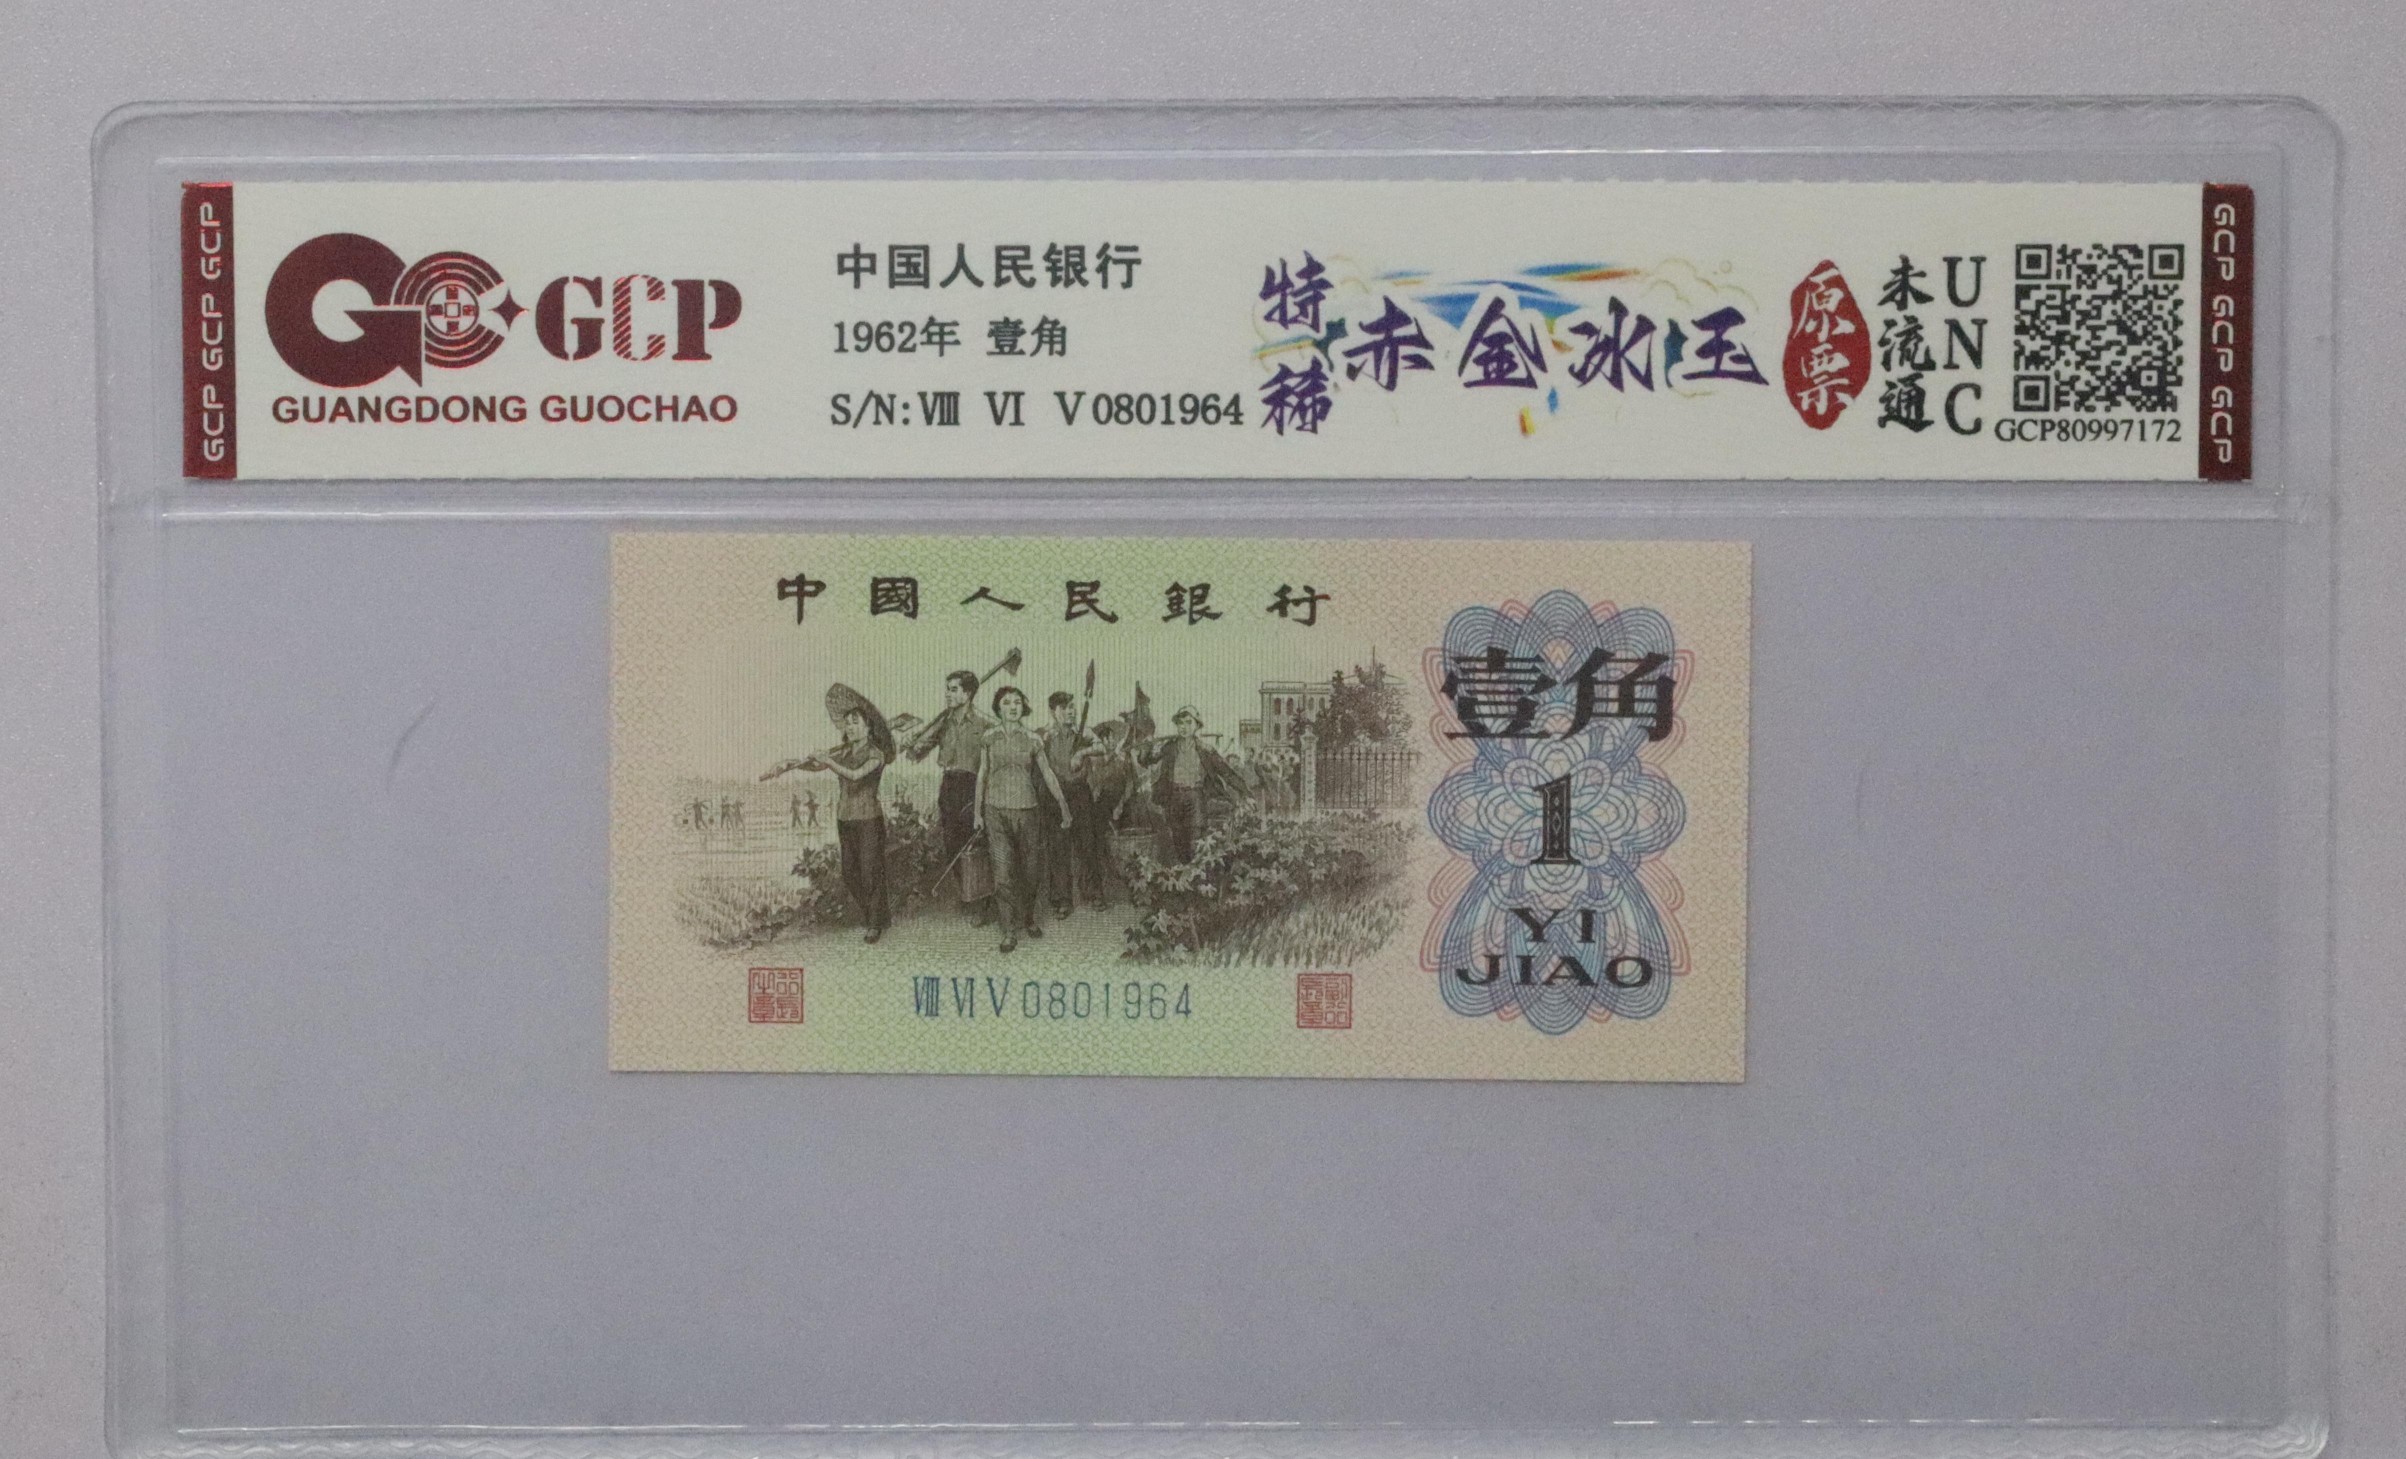 GCP GCP GCP
GCP
GUANGDONG GUOCHAO
中国人民银行
1962年 壹角
S/N:Ⅷ Ⅵ Ⅴ0801964
特稀
赤金冰玉
原票
未流通
UNC
GCP80997172
GCP GCP GCP
中國人民銀行
壹角
1
YI
JIAO
ⅧⅥⅤ0801964